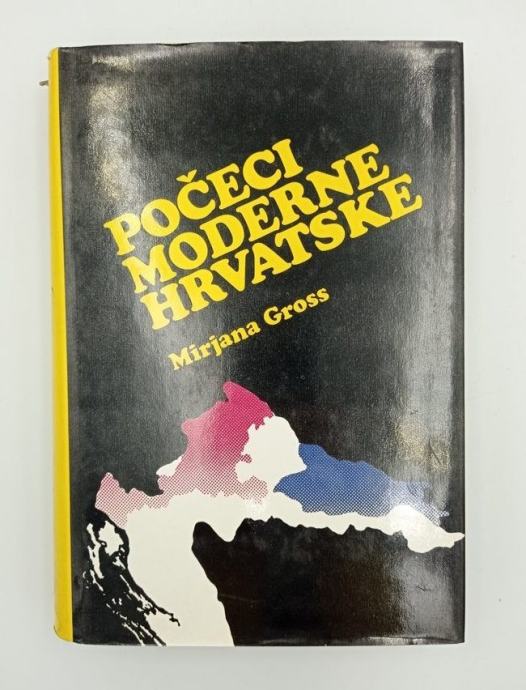 POČECI
MODERNE
HRVATSKE
Mirjana Gross